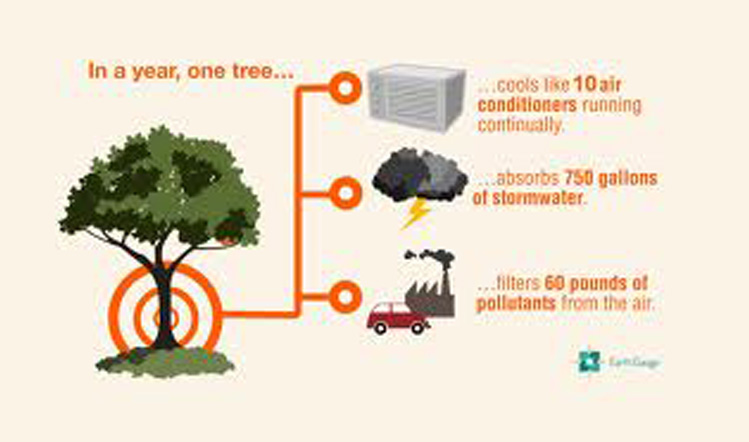 In a year, one tree...
...cools like 10 air
conditioners running
continually.
...absorbs 750 gallons
of stormwater.
...filters 60 pounds of
pollutants from the air.
EarthGauge